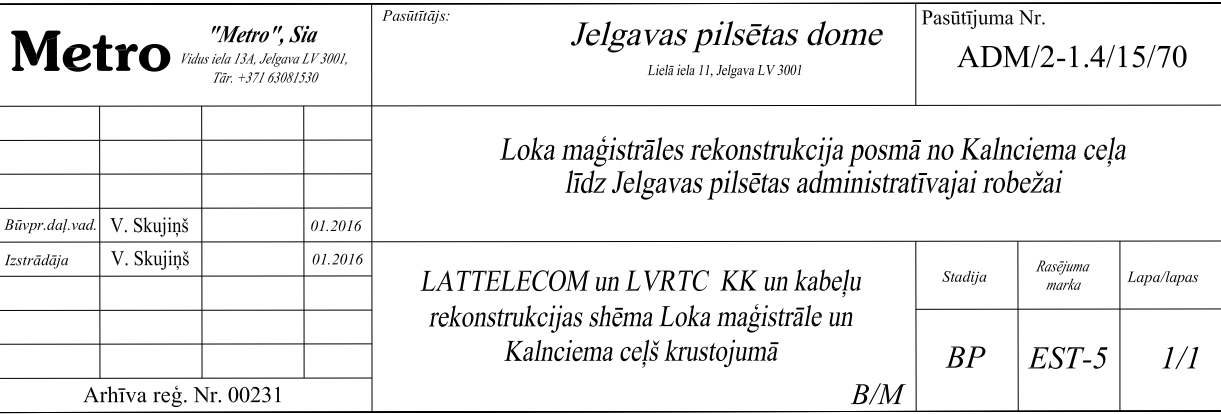 Metro
"Metro", Sia
Vidus iela 13A, Jelgava LV 3001,
Tār. +371 63081530
Pasūtītājs:
Jelgavas pilsētas dome
Lielā iela 11, Jelgava LV 3001
Pasūtījuma Nr.
ADM/2-1.4/15/70
Loka maģistrāles rekonstrukcija posmā no Kalnciema ceļa
līdz Jelgavas pilsētas administratīvajai robežai
Būvpr.daļ.vad. V. Skujiņš 01.2016
Izstrādāja V. Skujiņš 01.2016
Arhīva reģ. Nr. 00231
LATTELECOM un LVRTC KK un kabeļu
rekonstrukcijas shēma Loka maģistrāle un
Kalnciema ceļš krustojumā
B/M
Stadija
Rasējuma
marka
Lapa/lapas
BP EST-5 1/1